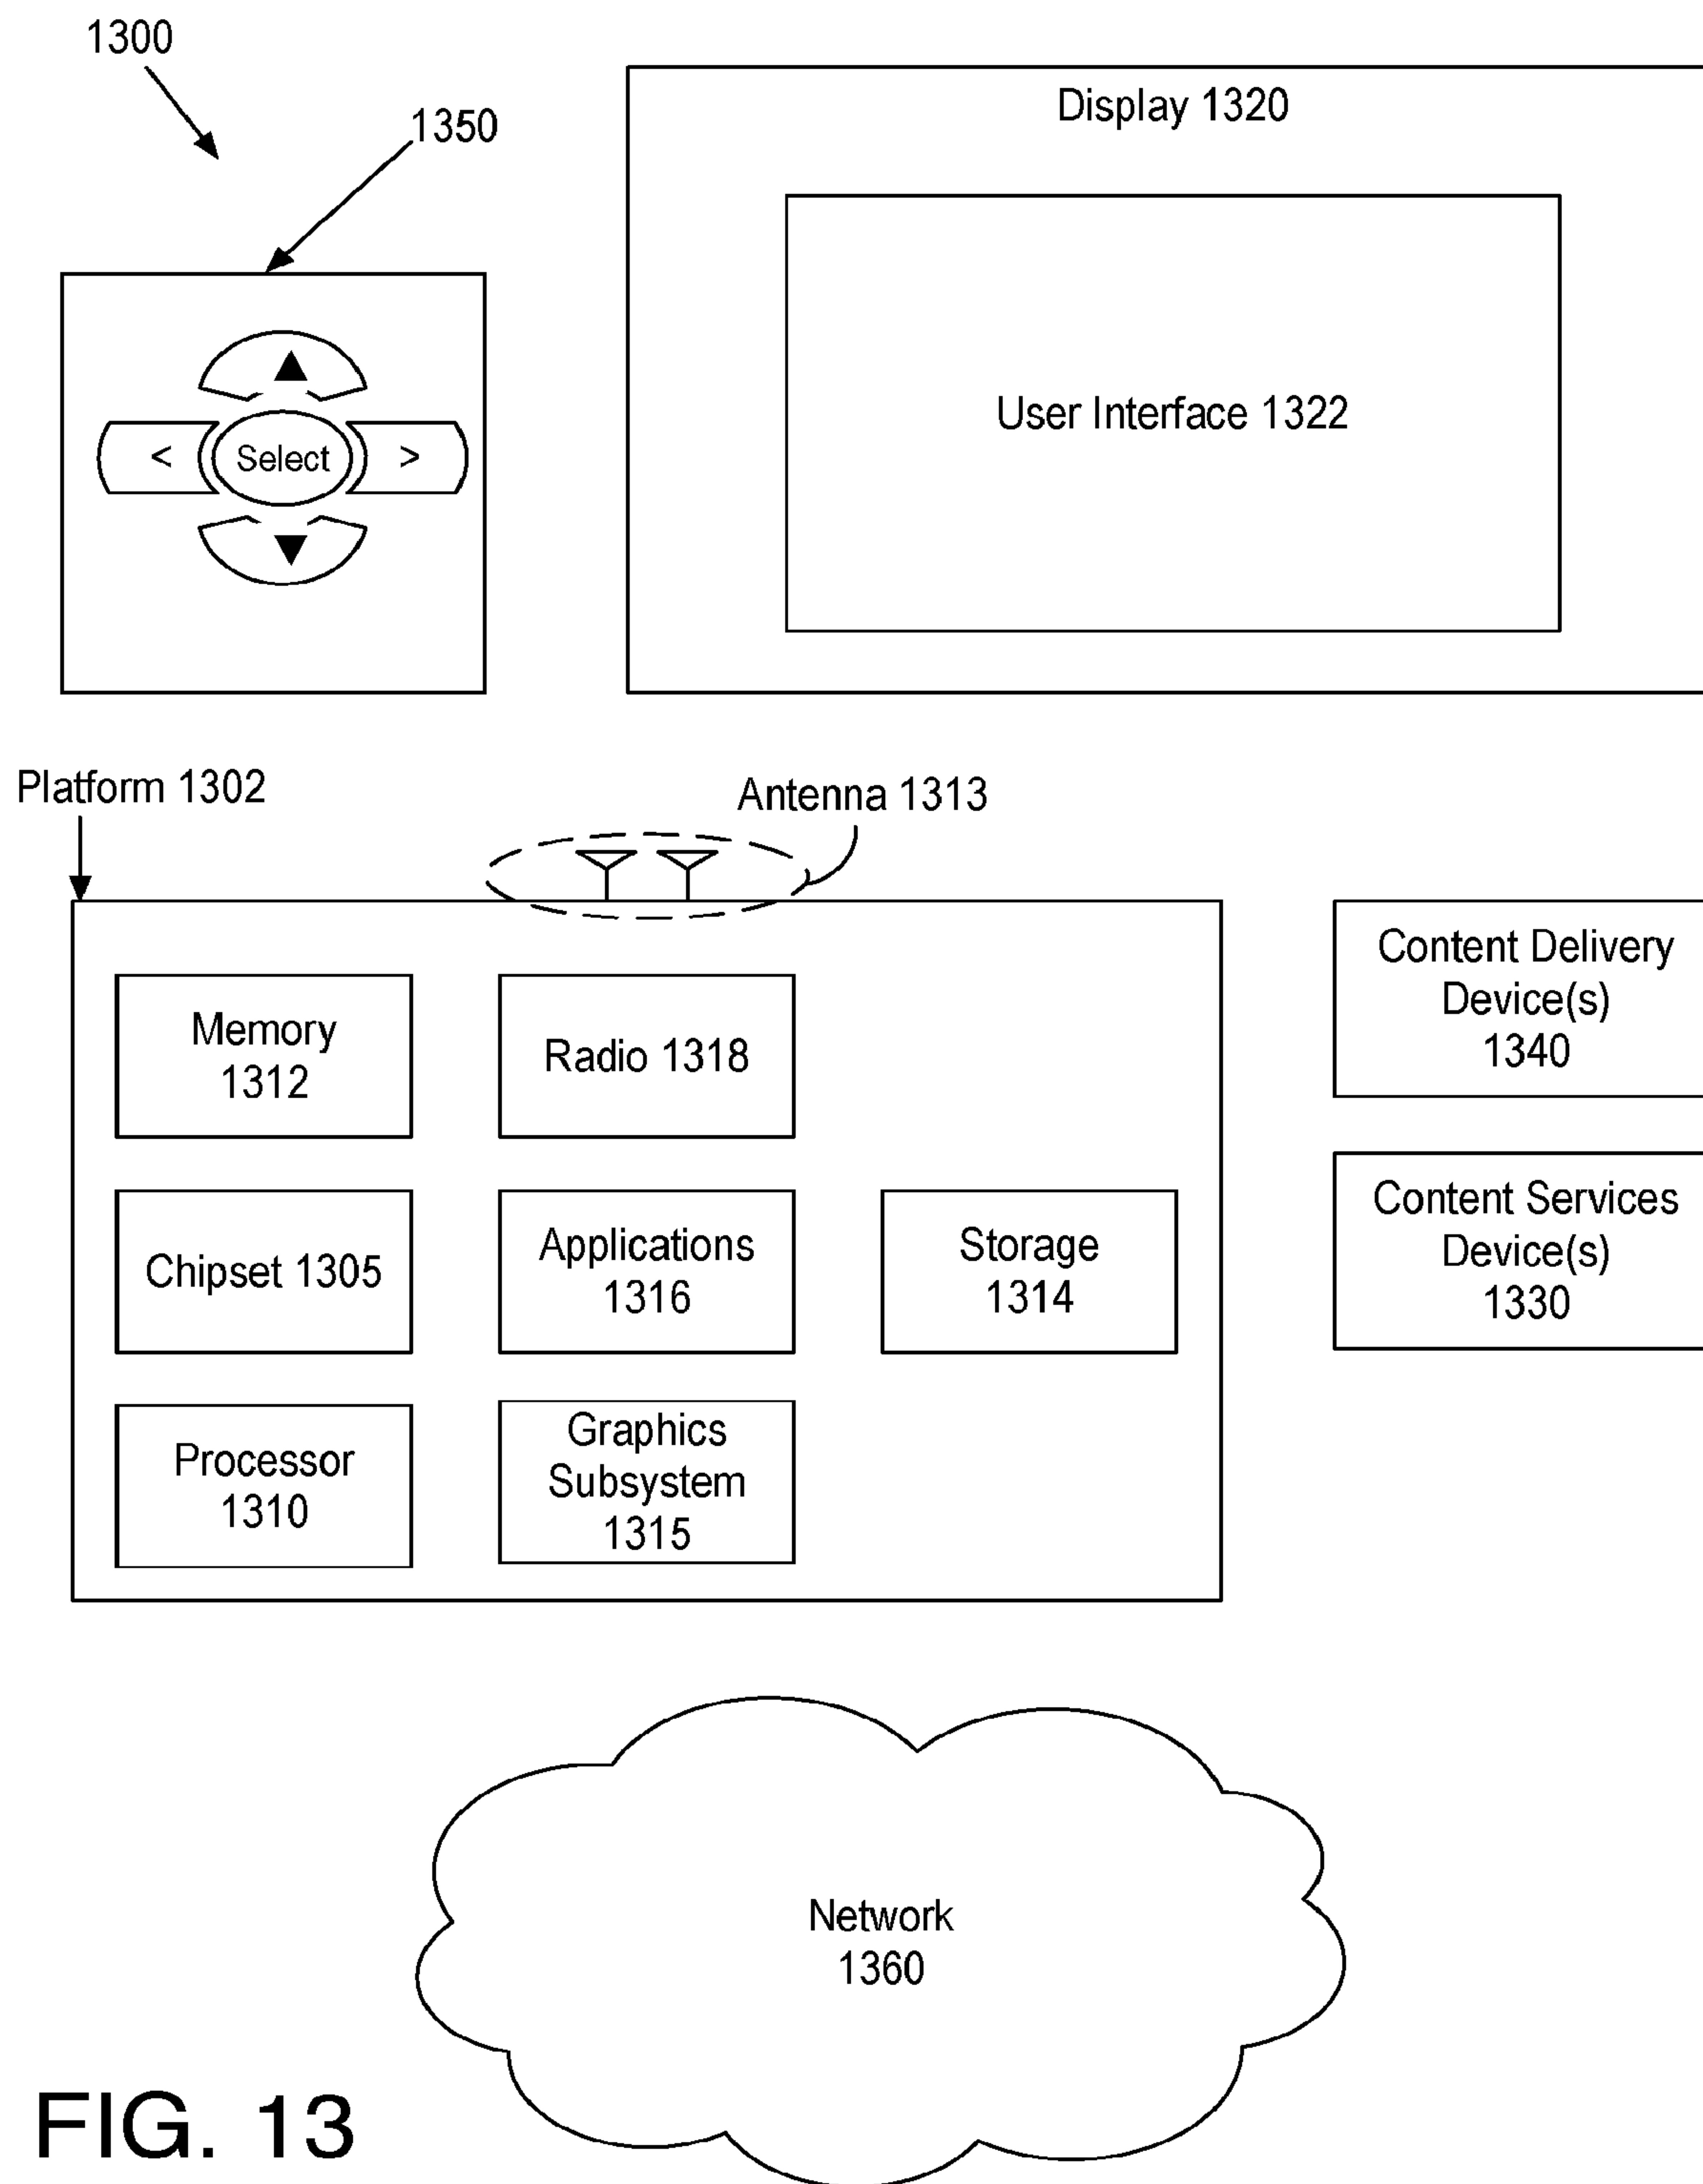 1300
1350
Display 1320
▲
< Select >
▼
User Interface 1322
Platform 1302
Antenna 1313
Memory
1312
Radio 1318
Chipset 1305
Applications
1316
Storage
1314
Processor
1310
Graphics
Subsystem
1315
Content Delivery
Device(s)
1340
Content Services
Device(s)
1330
Network
1360
FIG. 13